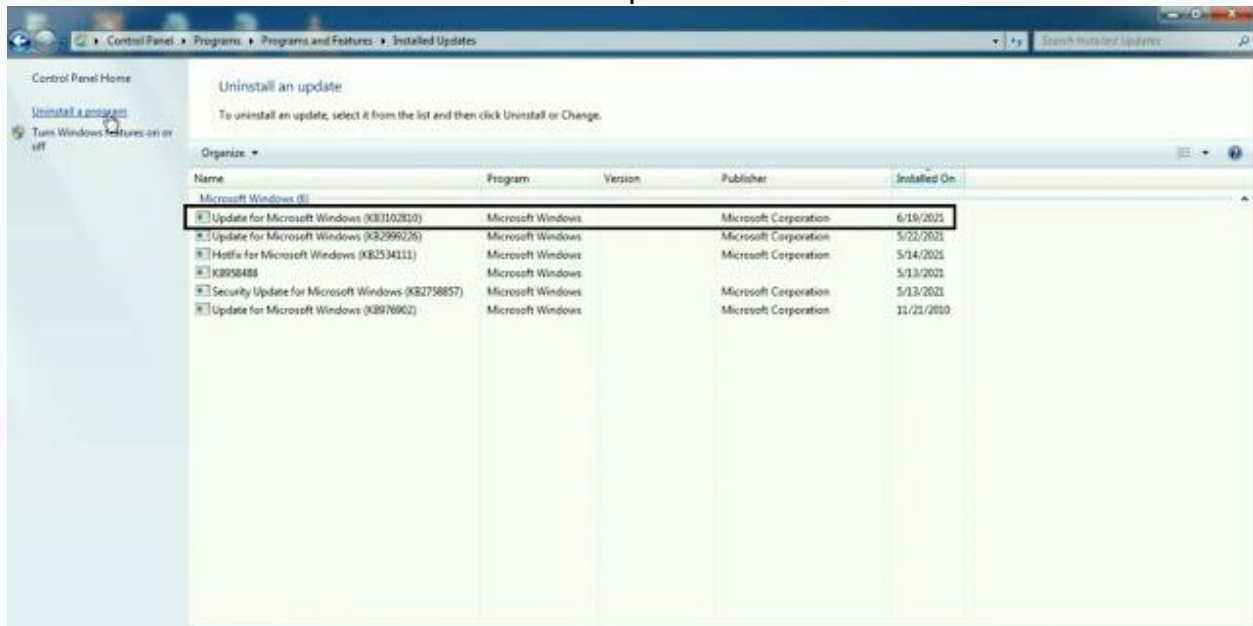 Control Panel ▸ Programs ▸ Programs and Features ▸ Installed Updates Search Installed Updates
Control Panel Home
Uninstall a program
Turn Windows features on or
off
Uninstall an update
To uninstall an update, select it from the list and then click Uninstall or Change.
Organize
Name Program Version Publisher Installed On
Microsoft Windows (6)
Update for Microsoft Windows (KB3102810) Microsoft Windows Microsoft Corporation 6/19/2021
Update for Microsoft Windows (KB2999226) Microsoft Windows Microsoft Corporation 5/22/2021
Hotfix for Microsoft Windows (KB2534111) Microsoft Windows Microsoft Corporation 5/14/2021
KB958488 Microsoft Windows 5/13/2021
Security Update for Microsoft Windows (KB2758857) Microsoft Windows Microsoft Corporation 5/13/2021
Update for Microsoft Windows (KB976902) Microsoft Windows Microsoft Corporation 11/21/2010